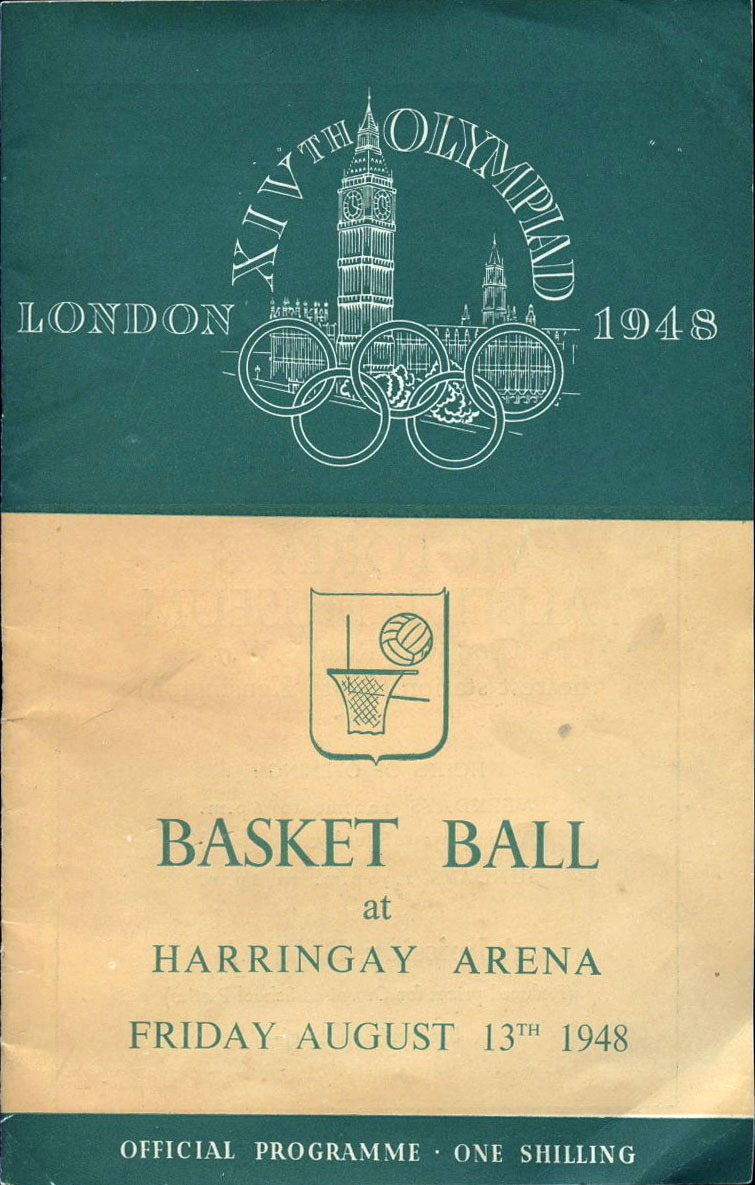 XIVTH OLYMPIAD
LONDON 1948
BASKET BALL
at
HARRINGAY ARENA
FRIDAY AUGUST 13TH 1948
OFFICIAL PROGRAMME · ONE SHILLING